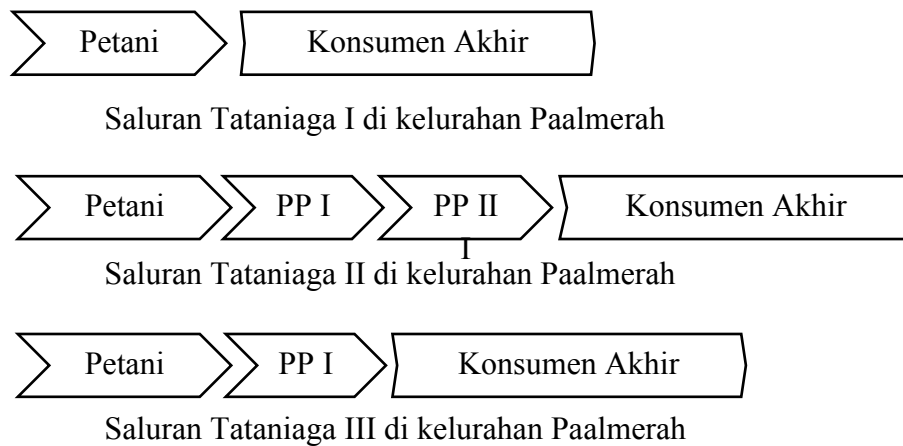 Petani Konsumen Akhir
Saluran Tataniaga I di kelurahan Paalmerah
Petani PP I PP II Konsumen Akhir
I
Saluran Tataniaga II di kelurahan Paalmerah
Petani PP I Konsumen Akhir
Saluran Tataniaga III di kelurahan Paalmerah